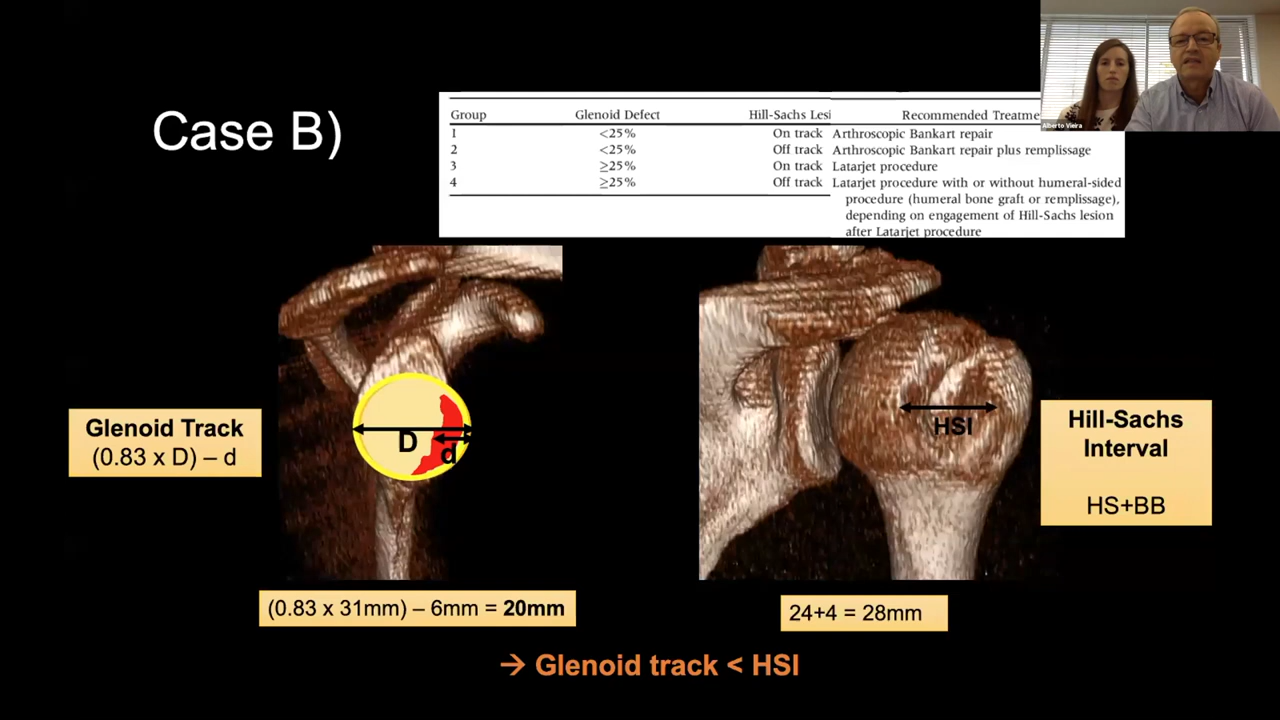 Case B)
Group Glenoid Defect Hill-Sachs Recommended
1 <25% On track Arthroscopic Bankart repair
2 <25% Off track Arthroscopic Bankart repair plus remplissage
3 ≥25% On track Latarjet procedure
4 ≥25% Off track Latarjet procedure with or without humeral-sided
procedure (humeral bone graft or remplissage),
depending on engagement of Hill-Sachs lesion
after Latarjet procedure
Alberto Vieira
Glenoid Track
(0.83 x D) – d
D
d
HSI
Hill-Sachs
Interval
HS+BB
(0.83 x 31mm) – 6mm = 20mm
24+4 = 28mm
→ Glenoid track < HSI